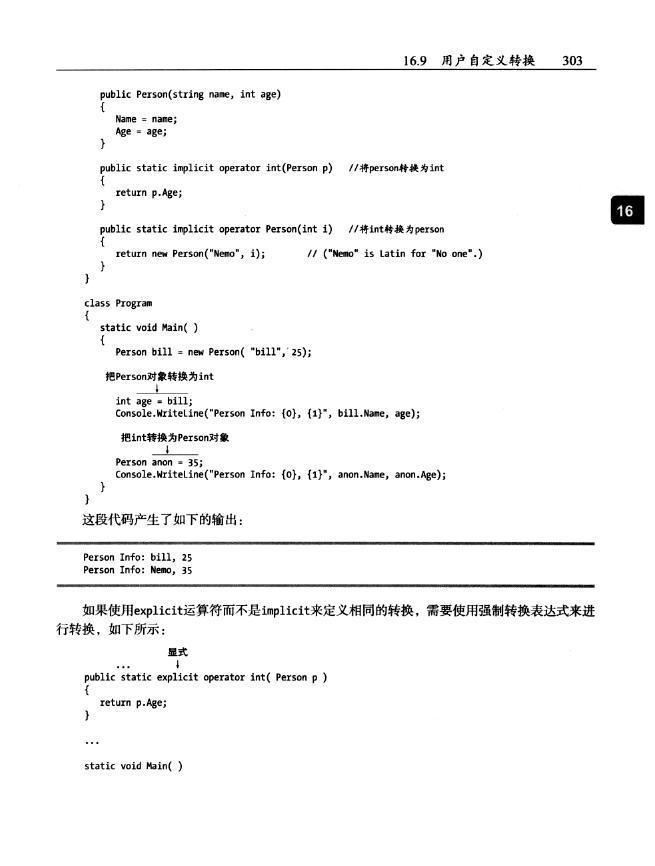 16.9 用户自定义转换 303
public Person(string name, int age)
{
Name = name;
Age = age;
}
public static implicit operator int(Person p) //将person转换为int
{
return p.Age;
}
16
public static implicit operator Person(int i) //将int转换为person
{
return new Person("Nemo", i); // ("Nemo" is Latin for "No one".)
}
}
class Program
{
static void Main( )
{
Person bill = new Person( "bill", 25);
把Person对象转换为int
↓
int age = bill;
Console.WriteLine("Person Info: {0}, {1}", bill.Name, age);
把int转换为Person对象
↓
Person anon = 35;
Console.WriteLine("Person Info: {0}, {1}", anon.Name, anon.Age);
}
}
这段代码产生了如下的输出：
Person Info: bill, 25
Person Info: Nemo, 35
如果使用explicit运算符而不是implicit来定义相同的转换，需要使用强制转换表达式来进
行转换，如下所示：
显式
... ↓
public static explicit operator int( Person p )
{
return p.Age;
}
...
static void Main( )